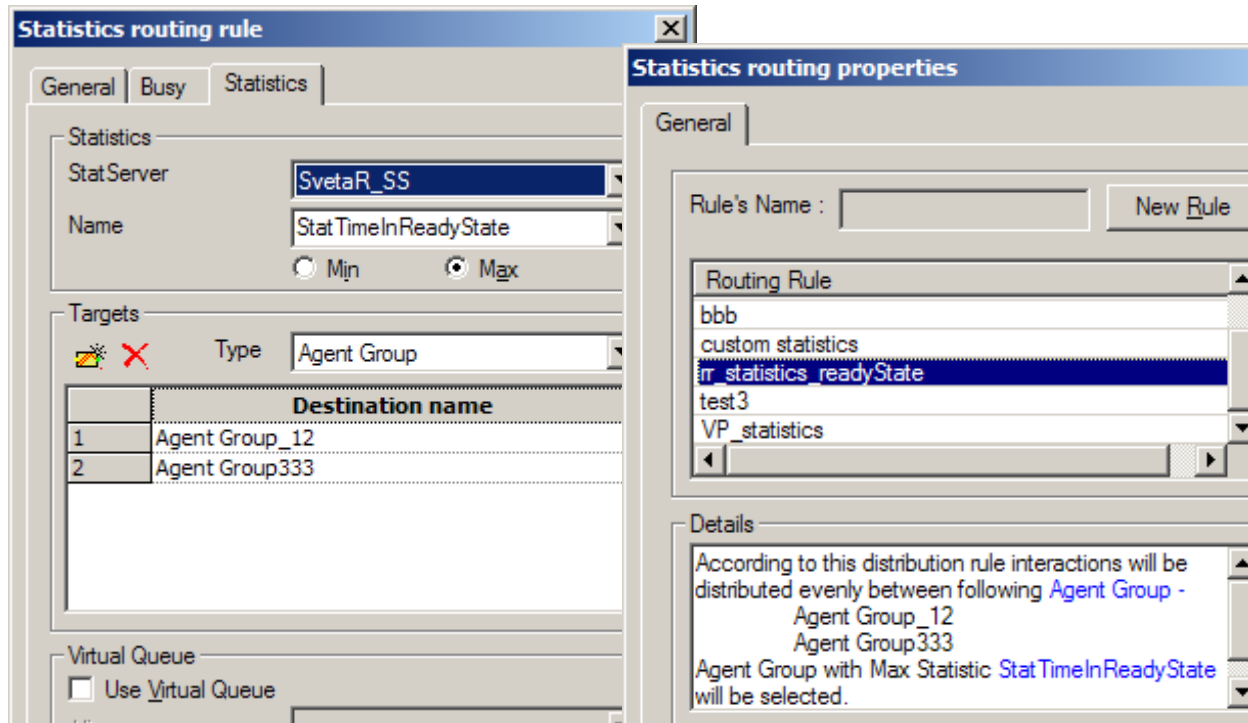 Statistics routing rule
General Busy Statistics
Statistics
StatServer SvetaR_SS
Name StatTimeInReadyState
Min Max
Targets
Type Agent Group
Destination name
1 Agent Group_12
2 Agent Group333
Virtual Queue
Use Virtual Queue
Statistics routing properties
General
Rule's Name : New Rule
Routing Rule
bbb
custom statistics
rr_statistics_readyState
test3
VP_statistics
Details
According to this distribution rule interactions will be
distributed evenly between following Agent Group -
Agent Group_12
Agent Group333
Agent Group with Max Statistic StatTimeInReadyState
will be selected.